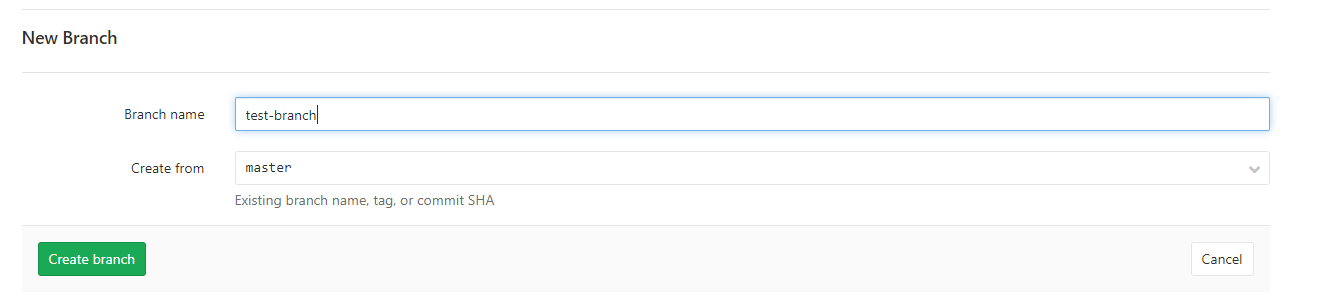 New Branch
Branch name
test-branch
Create from
master
Existing branch name, tag, or commit SHA
Create branch
Cancel